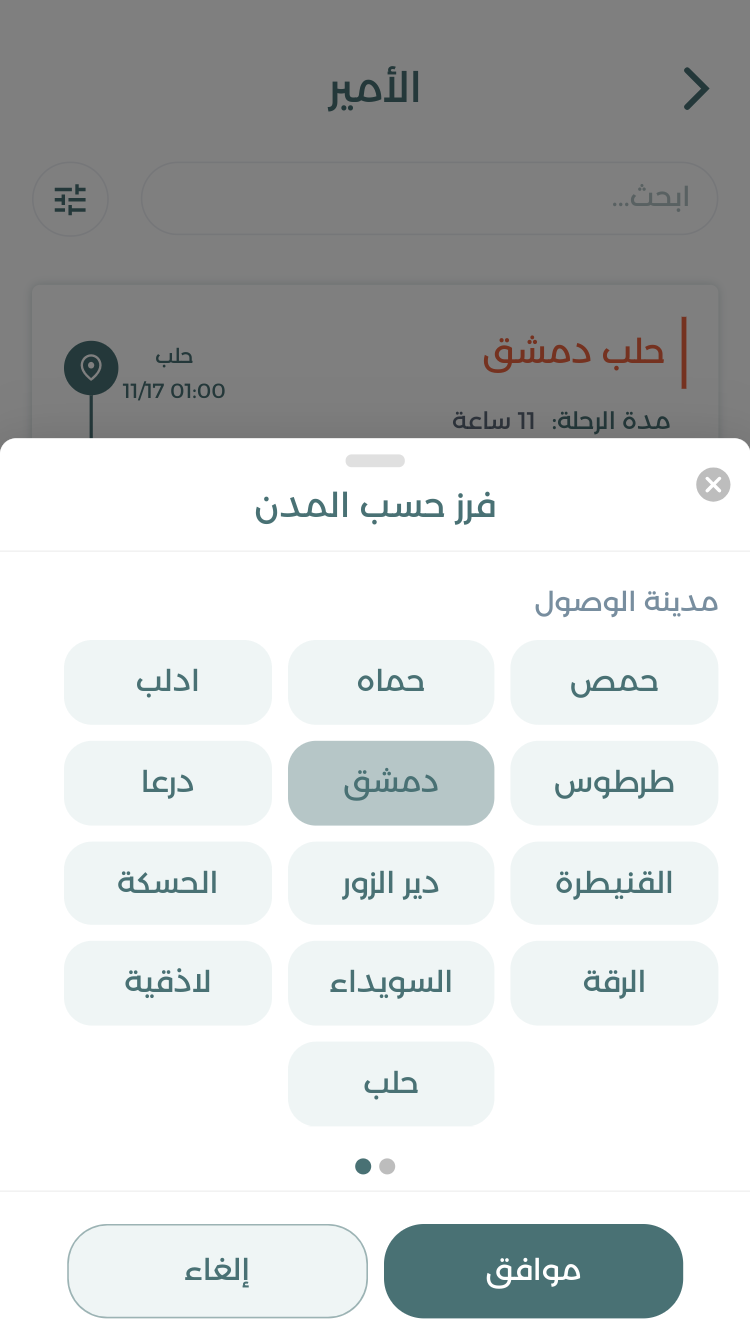 الأمير
ابحث...
حلب دمشق
مدة الرحلة: 11 ساعة
حلب
11/17 01:00
فرز حسب المدن
مدينة الوصول
حمص
حماه
ادلب
طرطوس
دمشق
درعا
القنيطرة
دير الزور
الحسكة
الرقة
السويداء
لاذقية
حلب
موافق
إلغاء